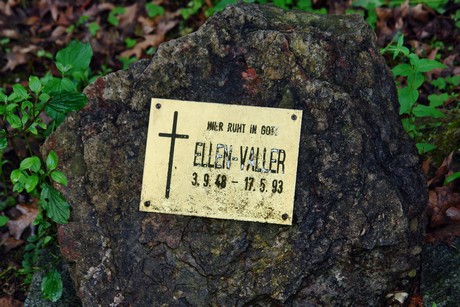 HIER RUHT IN GOTT
ELLEN-VALLER
3. 9. 48 - 17. 5. 93